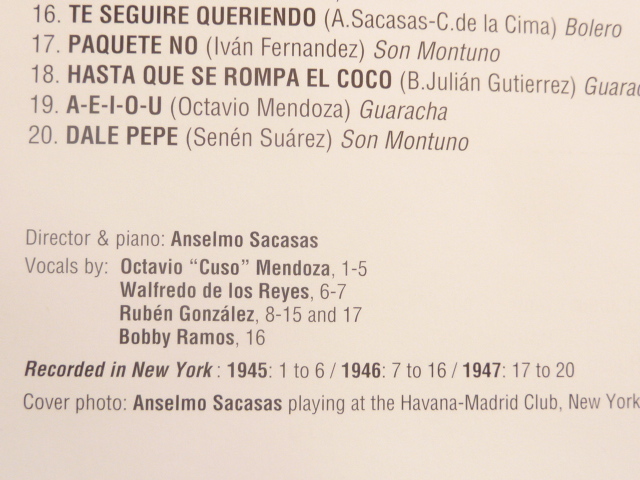 16. TE SEGUIRE QUERIENDO (A.Sacasas-C.de la Cima) Bolero
17. PAQUETE NO (Iván Fernandez) Son Montuno
18. HASTA QUE SE ROMPA EL COCO (B.Julián Gutierrez)
19. A-E-I-O-U (Octavio Mendoza) Guaracha
20. DALE PEPE (Senén Suárez) Son Montuno
Director & piano: Anselmo Sacasas
Vocals by: Octavio “Cuso” Mendoza, 1-5
Walfredo de los Reyes, 6-7
Rubén González, 8-15 and 17
Bobby Ramos, 16
Recorded in New York : 1945: 1 to 6 / 1946: 7 to 16 / 1947: 17 to 20
Cover photo: Anselmo Sacasas playing at the Havana-Madrid Club, New York